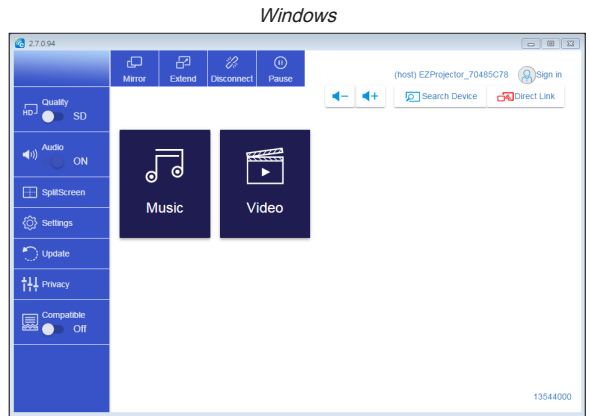 Windows
2.7.0.94
Mirror Extend Disconnect Pause
(host) EZProjector_70485C78 Sign in
Search Device Direct Link
HD Quality
SD
Audio
ON
SplitScreen
Settings
Update
Privacy
Compatible
Off
Music Video
13544000